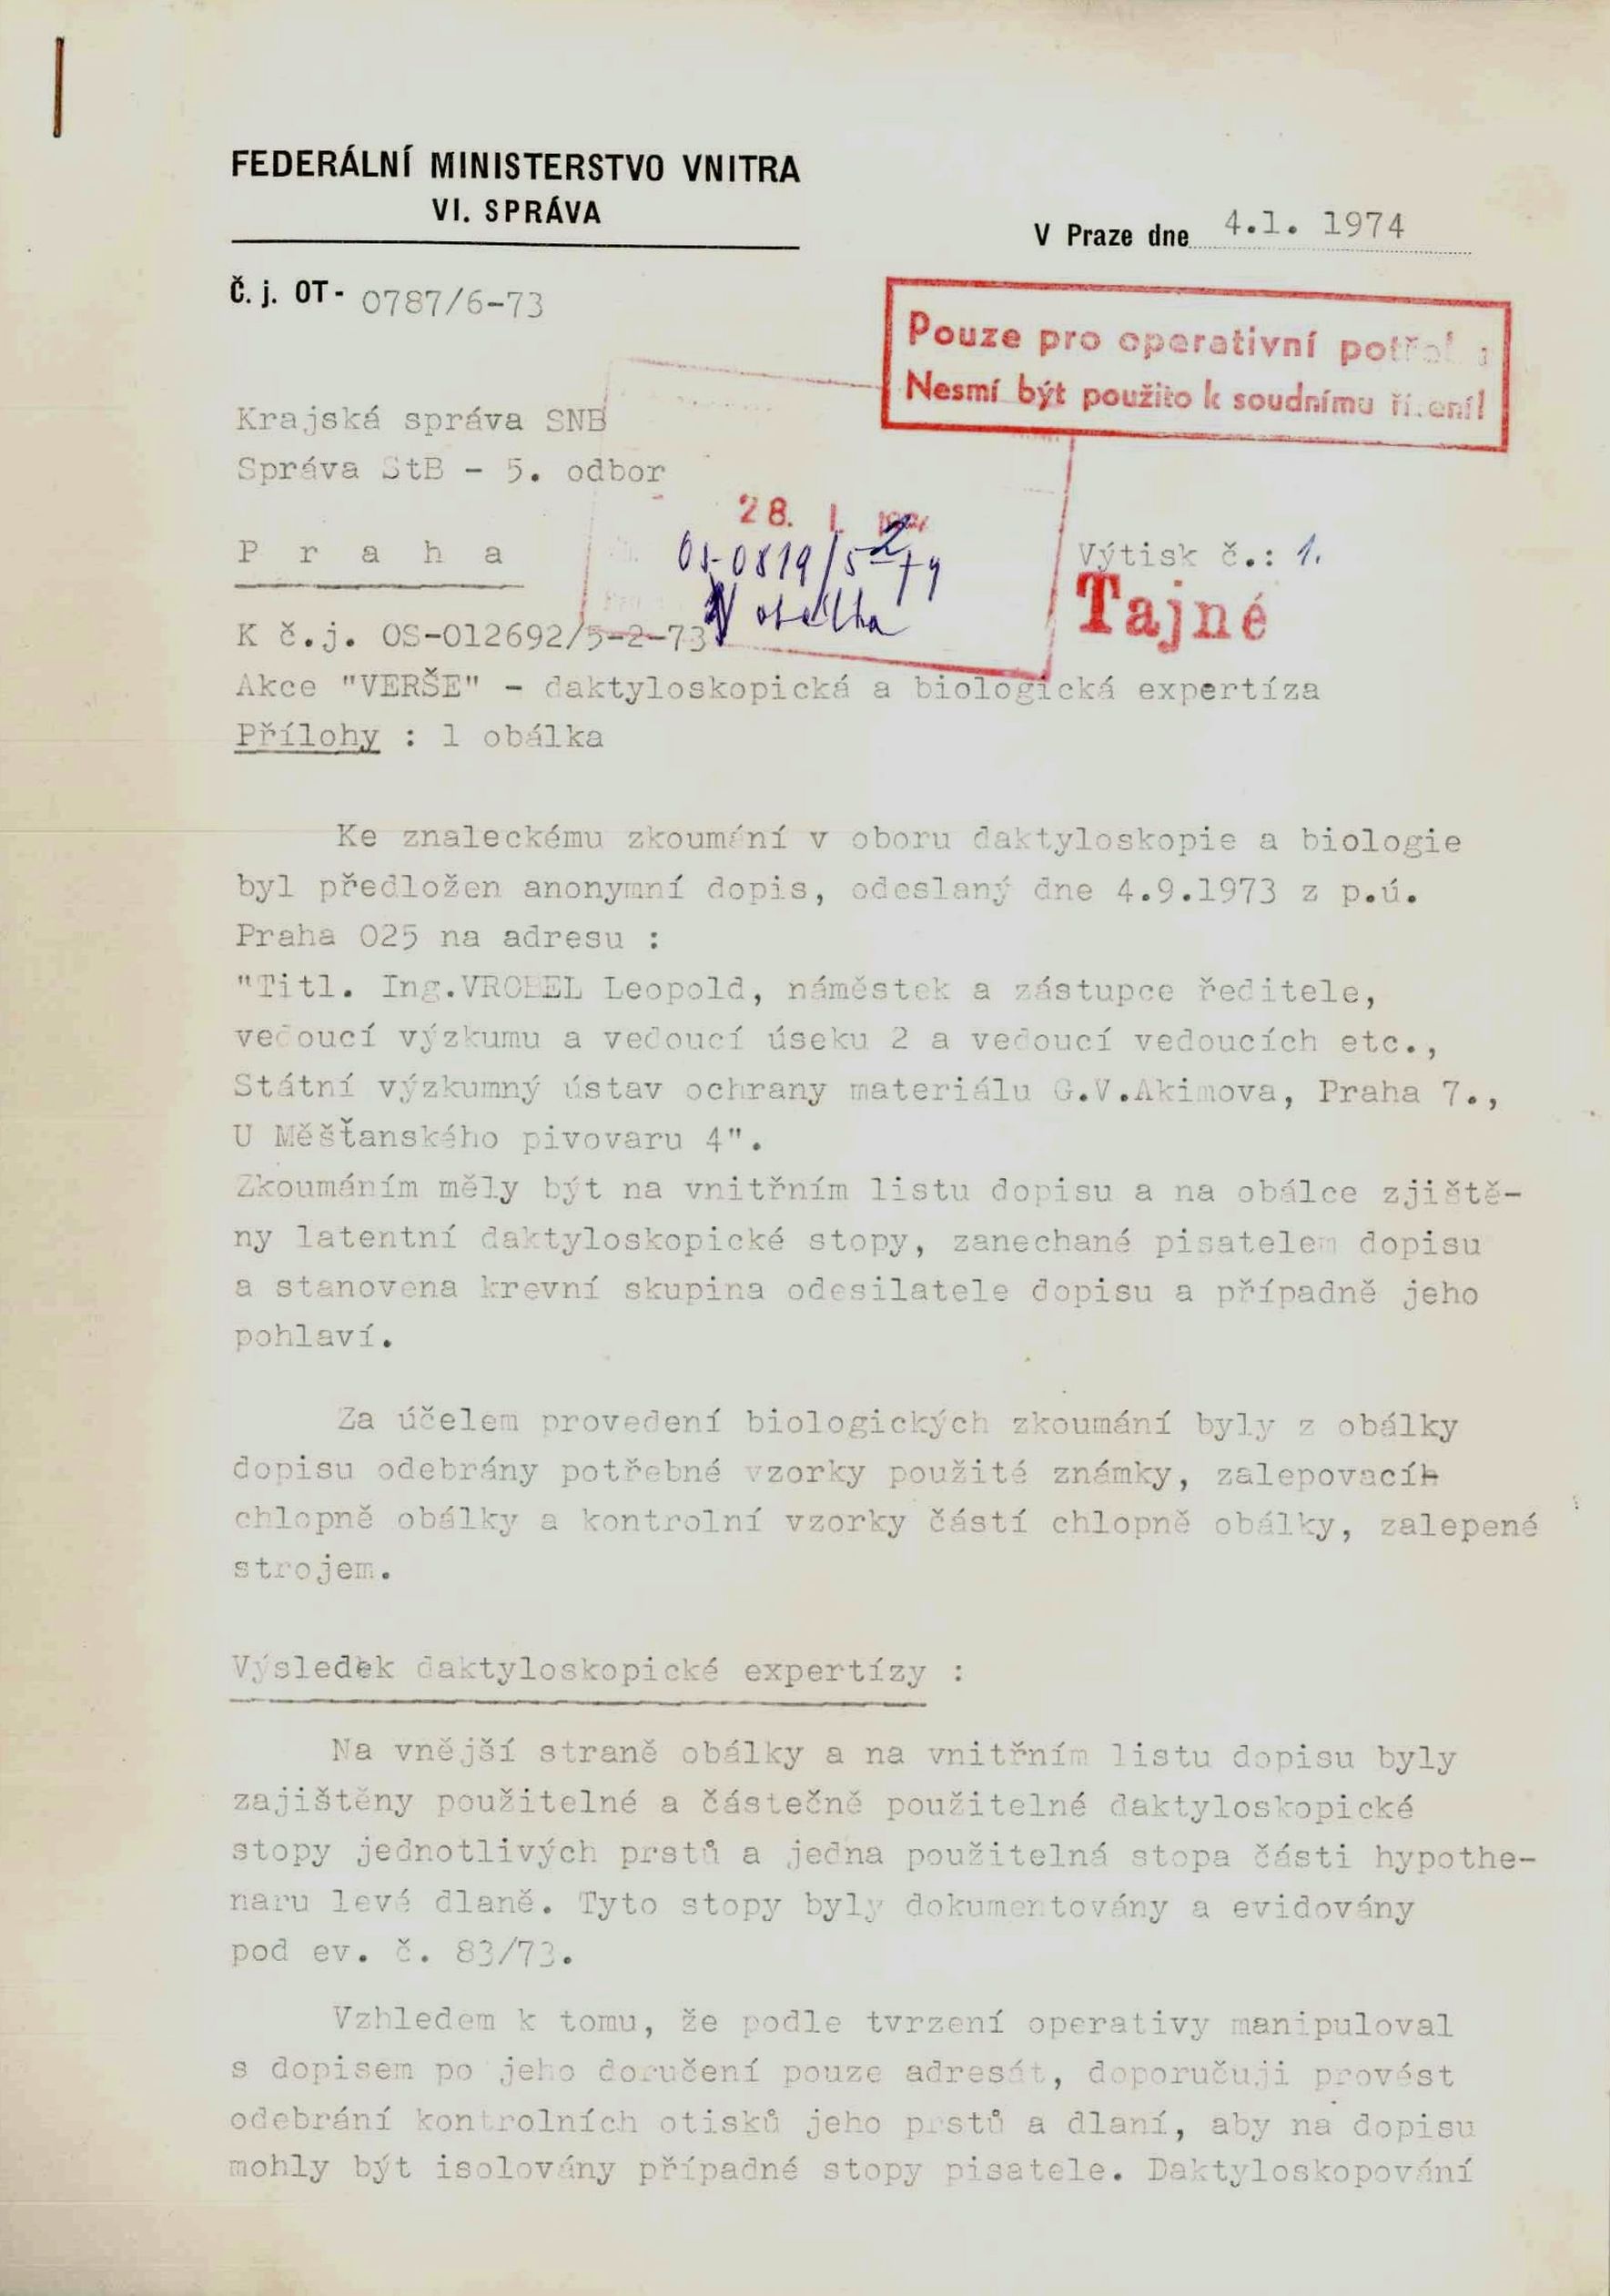 FEDERÁLNÍ MINISTERSTVO VNITRA
VI. SPRÁVA
V Praze dne 4.1. 1974
Č. j. OT- 0787/6-73
Pouze pro operativní
Nesmí být použito k soudnímu
Krajská správa SNB
Správa StB - 5. odbor
28. I.
P r a h a
Výtisk č.: 1.
Tajné
obálka
K č.j. OS-012692/5-2-73
Akce "VERŠE" - daktyloskopická a biologická expertíza
Přílohy : 1 obálka
Ke znaleckému zkoumání v oboru daktyloskopie a biologie
byl předložen anonymní dopis, odeslaný dne 4.9.1973 z p.ú.
Praha 025 na adresu :
"Titl. Ing.VROBEL Leopold, náměstek a zástupce ředitele,
vedoucí výzkumu a vedoucí úseku 2 a vedoucí vedoucích etc.,
Státní výzkumný ústav ochrany materiálu G.V.Akimova, Praha 7.,
U Měšťanského pivovaru 4".
Zkoumáním měly být na vnitřním listu dopisu a na obálce zjiště-
ny latentní daktyloskopické stopy, zanechané pisatelem dopisu
a stanovena krevní skupina odesilatele dopisu a případně jeho
pohlaví.
Za účelem provedení biologických zkoumání byly z obálky
dopisu odebrány potřebné vzorky použité známky, zalepovací
chlopně obálky a kontrolní vzorky částí chlopně obálky, zalepené
strojem.
Výsledek daktyloskopické expertízy :
Na vnější straně obálky a na vnitřním listu dopisu byly
zajištěny použitelné a částečně použitelné daktyloskopické
stopy jednotlivých prstů a jedna použitelná stopa části hypothe-
naru levé dlaně. Tyto stopy byly dokumentovány a evidovány
pod ev. č. 83/73.
Vzhledem k tomu, že podle tvrzení operativy manipuloval
s dopisem po jeho doručení pouze adresát, doporučuji provést
odebrání kontrolních otisků jeho prstů a dlaní, aby na dopisu
mohly být isolovány případné stopy pisatele. Daktyloskopování